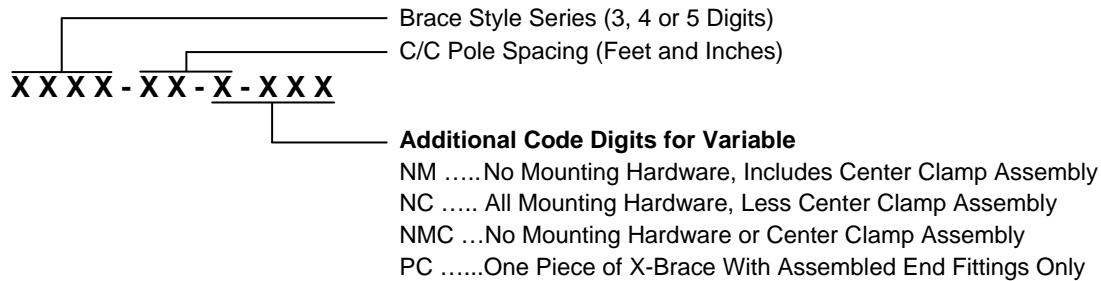 Brace Style Series (3, 4 or 5 Digits)
C/C Pole Spacing (Feet and Inches)
X X X X - X X - X - X X X
Additional Code Digits for Variable
NM …..No Mounting Hardware, Includes Center Clamp Assembly
NC ….. All Mounting Hardware, Less Center Clamp Assembly
NMC …No Mounting Hardware or Center Clamp Assembly
PC …...One Piece of X-Brace With Assembled End Fittings Only